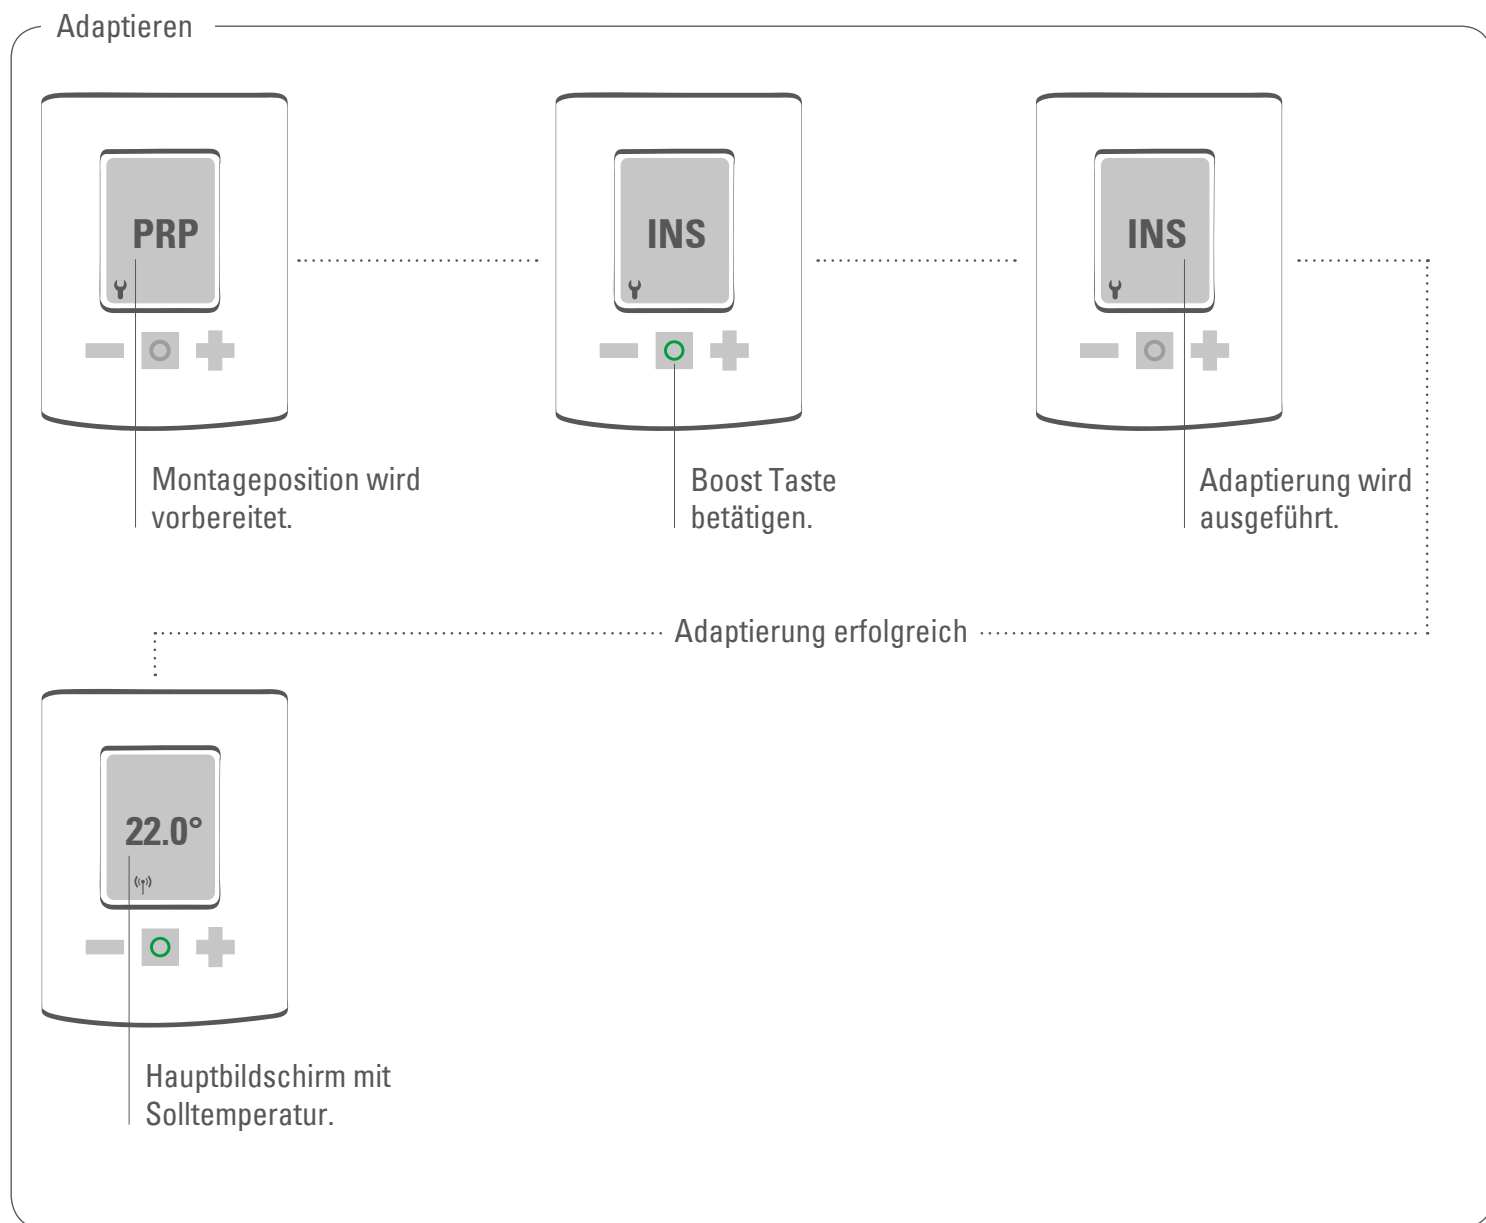 Adaptieren
PRP
INS
INS
Montageposition wird
vorbereitet.
Boost Taste
betätigen.
Adaptierung wird
ausgeführt.
Adaptierung erfolgreich
22.0°
Hauptbildschirm mit
Solltemperatur.